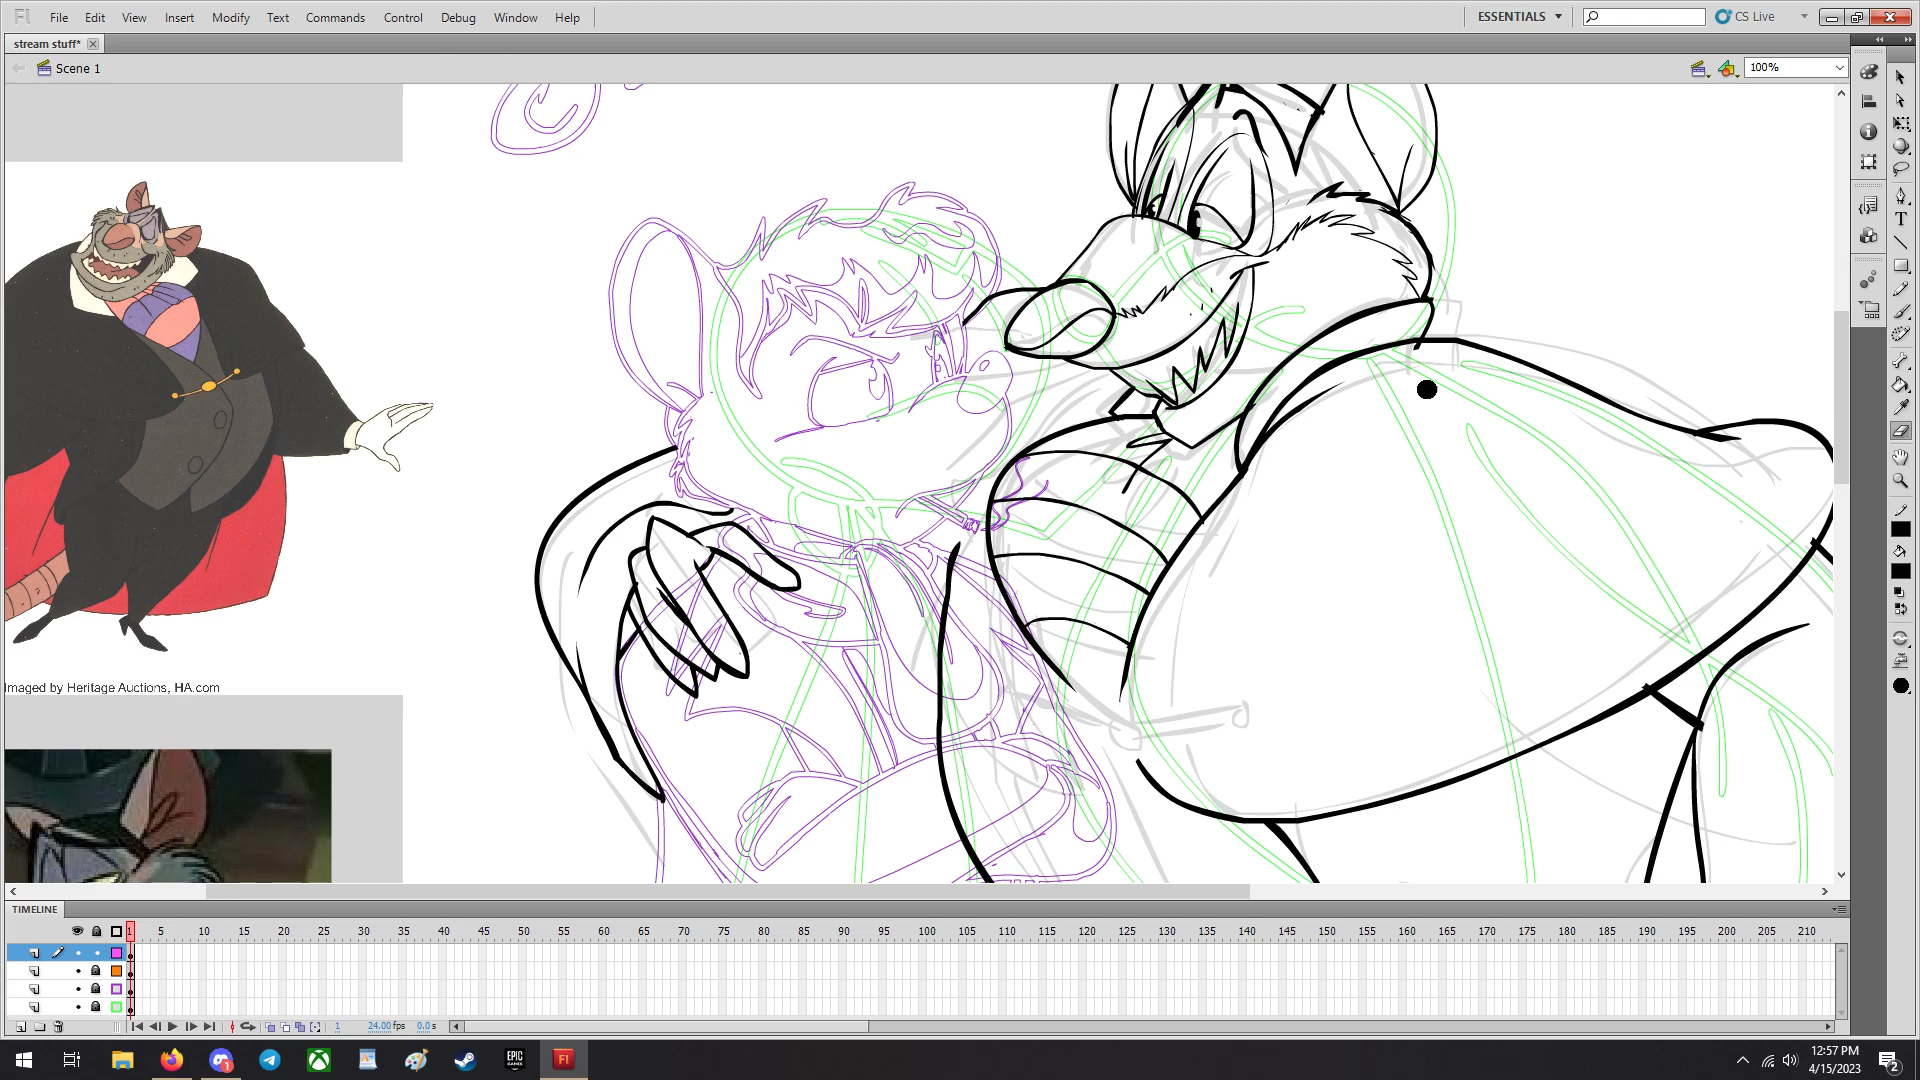 Fl File Edit View Insert Modify Text Commands Control Debug Window Help ESSENTIALS CS Live
stream stuff*
Scene 1 100%
T
Imaged by Heritage Auctions, HA.com
TIMELINE
1 5 10 15 20 25 30 35 40 45 50 55 60 65 70 75 80 85 90 95 100 105 110 115 120 125 130 135 140 145 150 155 160 165 170 175 180 185 190 195 200 205 210
1 24.00 fps 0.0 s
1 EPIC GAMES Fl 12:57 PM
4/15/2023 2